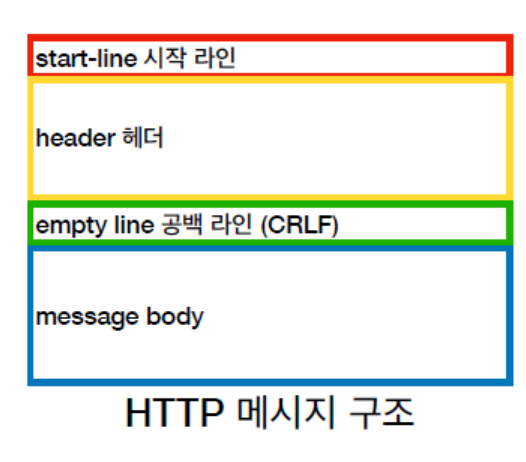 start-line 시작 라인
header 헤더
empty line 공백 라인 (CRLF)
message body
HTTP 메시지 구조